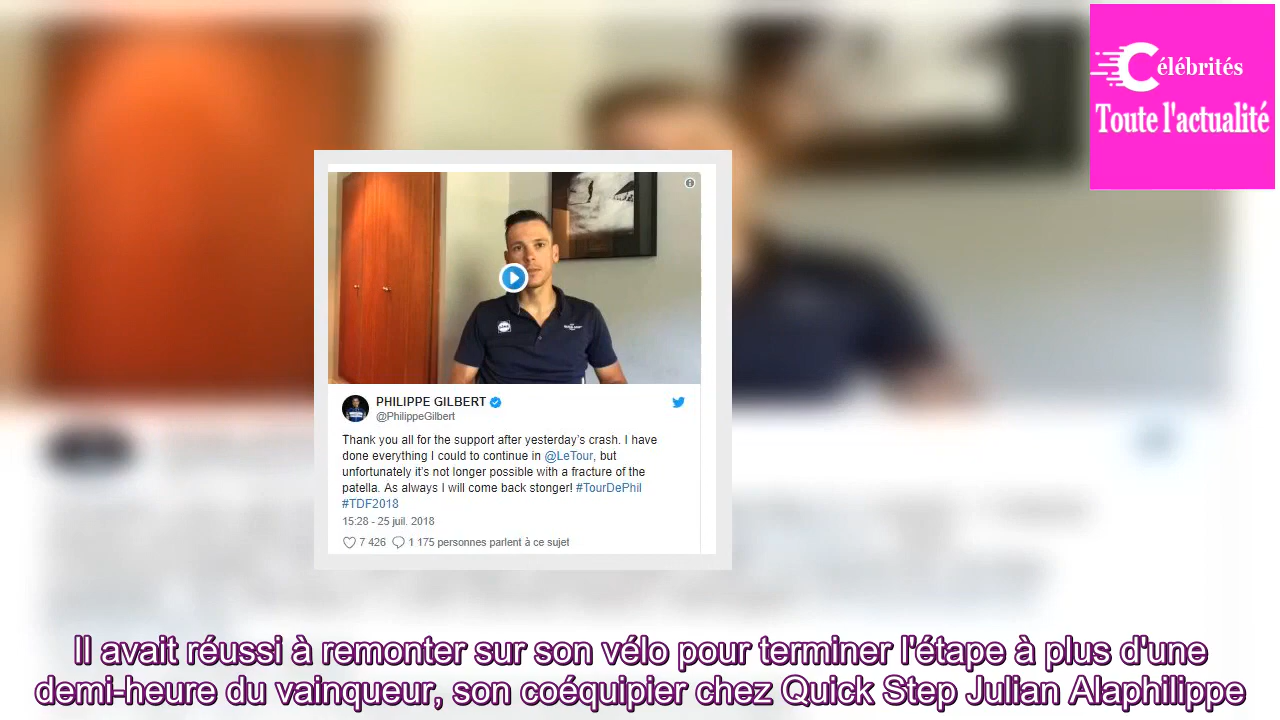 Célébrités
Toute l'actualité
PHILIPPE GILBERT
@PhilippeGilbert
Thank you all for the support after yesterday's crash. I have
done everything I could to continue in @LeTour, but
unfortunately it's not longer possible with a fracture of the
patella. As always I will come back stonger! #TourDePhil
#TDF2018
15:28 - 25 juil. 2018
7 426 1 175 personnes parlent à ce sujet
Il avait réussi à remonter sur son vélo pour terminer l'étape à plus d'une
demi-heure du vainqueur, son coéquipier chez Quick Step Julian Alaphilippe